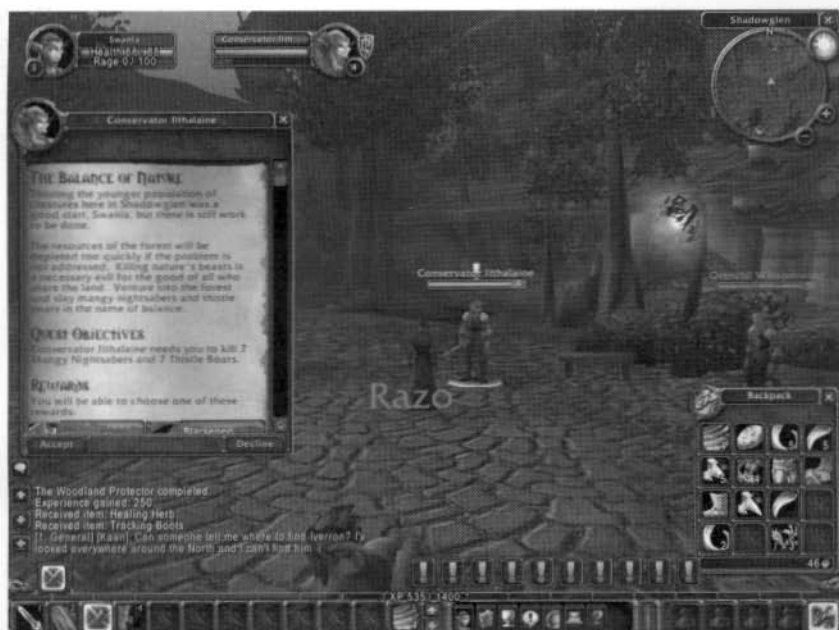 Shadowglen
N
Swania
Rage 0 / 100
Conservator Ilth
Conservator Ilthalaine
THE BALANCE OF NATURE
Thinning the younger population of
creatures here in Shadowglen was a
good start, Swania, but there is still work
to be done.
The resources of the forest will be
depleted too quickly if the problem is
not addressed. Killing nature's beasts is
a necessary evil for the good of all who
share the land. Venture into the forest
and slay mangy nightsabers and thistle
boars in the name of balance.
QUEST OBJECTIVES
Conservator Ilthalaine needs you to kill 7
Mangy Nightsabers and 7 Thistle Boars.
REWARDS
You will be able to choose one of these
rewards.
Accept
Decline
Conservator Ilthalaine
Razo
Backpack
46
The Woodland Protector completed.
Experience gained: 250.
Received item: Healing Herb
Received item: Tracking Boots
[1. General] [Kaan]: Can someone tell me where to find Iverron? I'v
looked everywhere around the North and I can't find him :(
XP 535 / 1400